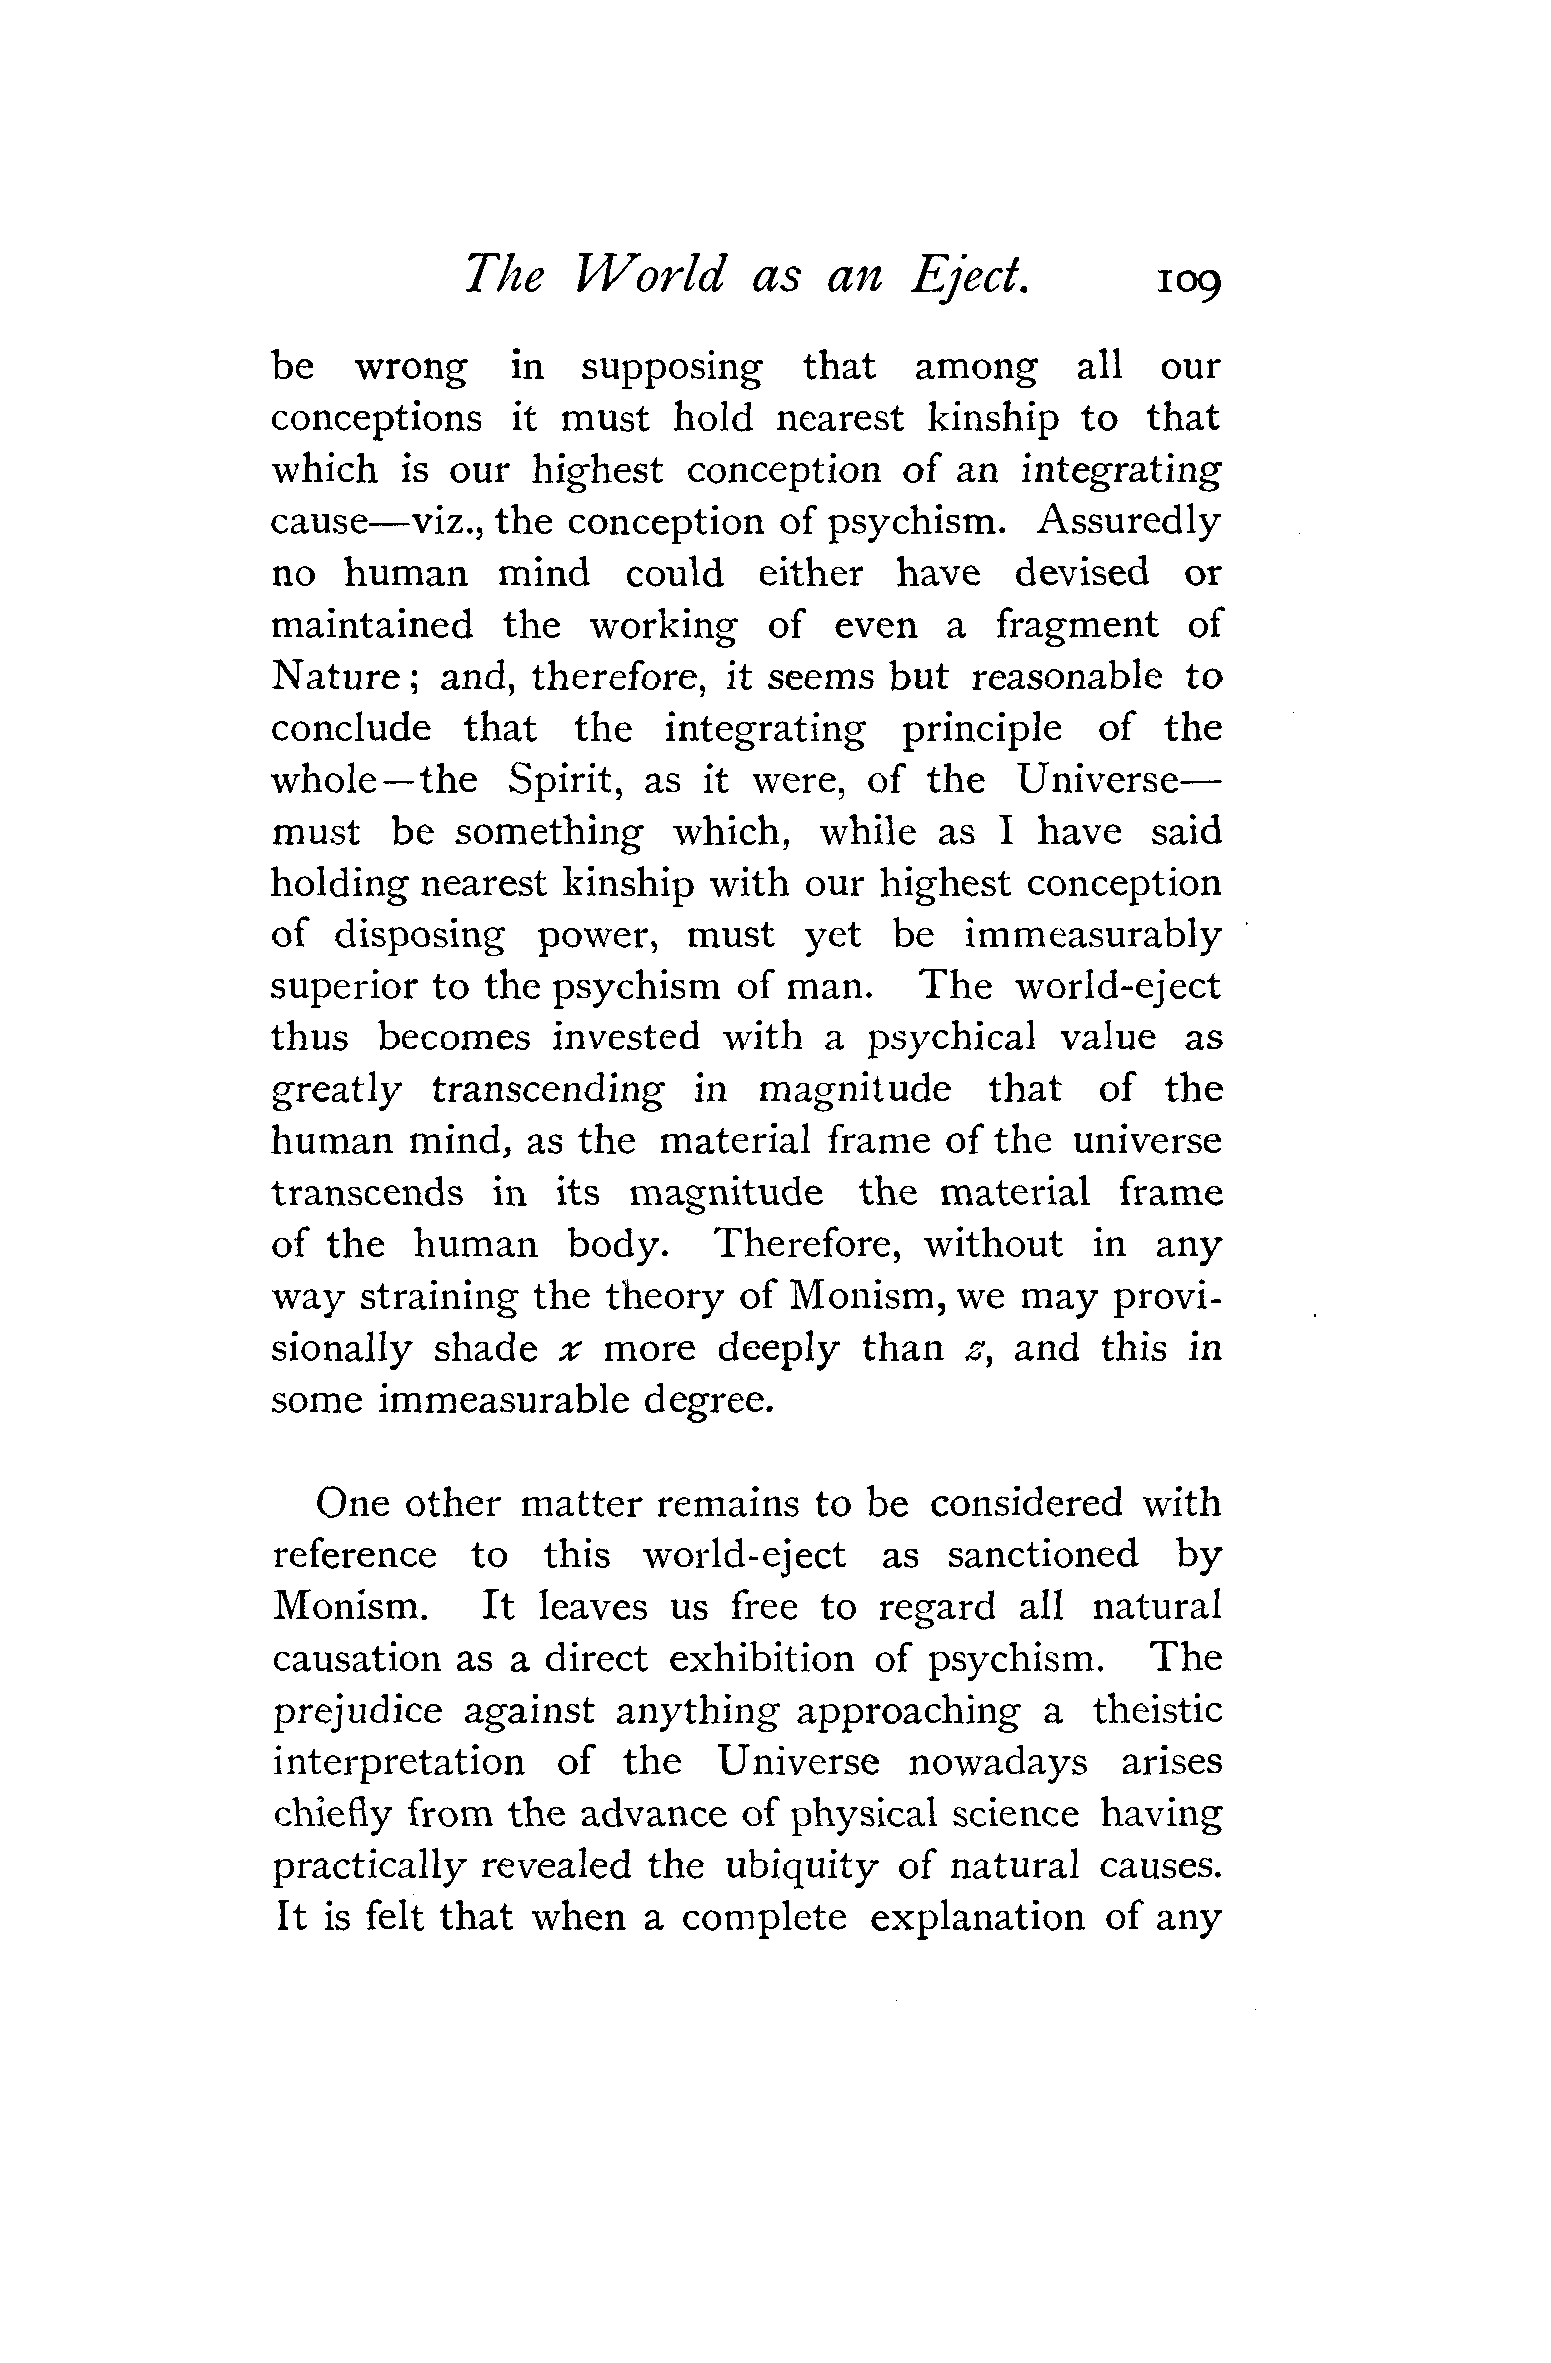 The World as an Eject. 109
be wrong in supposing that among all our
conceptions it must hold nearest kinship to that
which is our highest conception of an integrating
cause—viz., the conception of psychism. Assuredly
no human mind could either have devised or
maintained the working of even a fragment of
Nature; and, therefore, it seems but reasonable to
conclude that the integrating principle of the
whole—the Spirit, as it were, of the Universe—
must be something which, while as I have said
holding nearest kinship with our highest conception
of disposing power, must yet be immeasurably
superior to the psychism of man. The world-eject
thus becomes invested with a psychical value as
greatly transcending in magnitude that of the
human mind, as the material frame of the universe
transcends in its magnitude the material frame
of the human body. Therefore, without in any
way straining the theory of Monism, we may provi-
sionally shade x more deeply than z, and this in
some immeasurable degree.
One other matter remains to be considered with
reference to this world-eject as sanctioned by
Monism. It leaves us free to regard all natural
causation as a direct exhibition of psychism. The
prejudice against anything approaching a theistic
interpretation of the Universe nowadays arises
chiefly from the advance of physical science having
practically revealed the ubiquity of natural causes.
It is felt that when a complete explanation of any